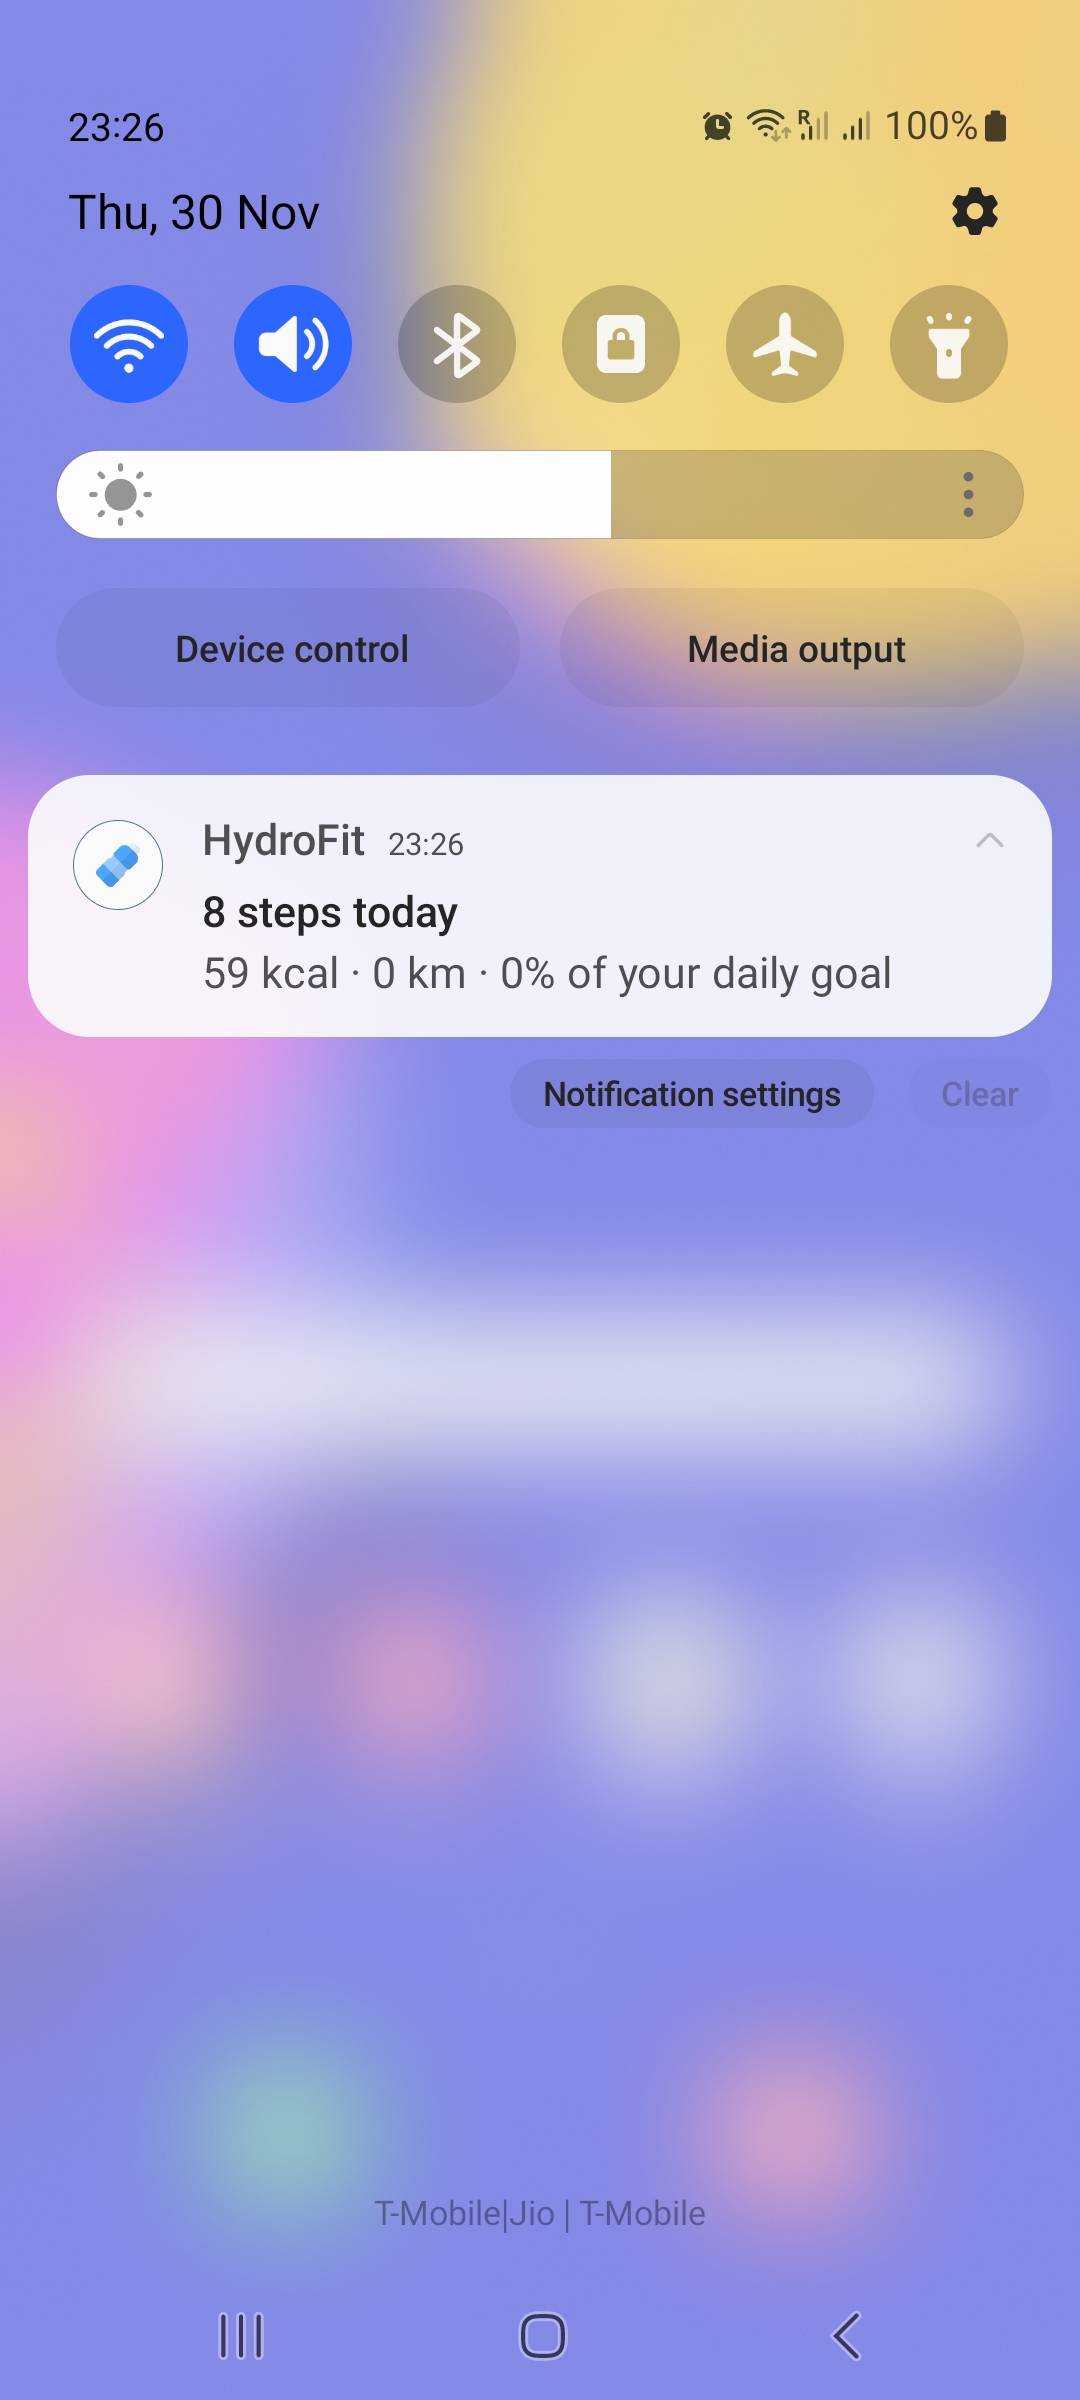 23:26
R
100%
Thu, 30 Nov
Device control
Media output
HydroFit 23:26
8 steps today
59 kcal · 0 km · 0% of your daily goal
Notification settings
Clear
T-Mobile|Jio | T-Mobile